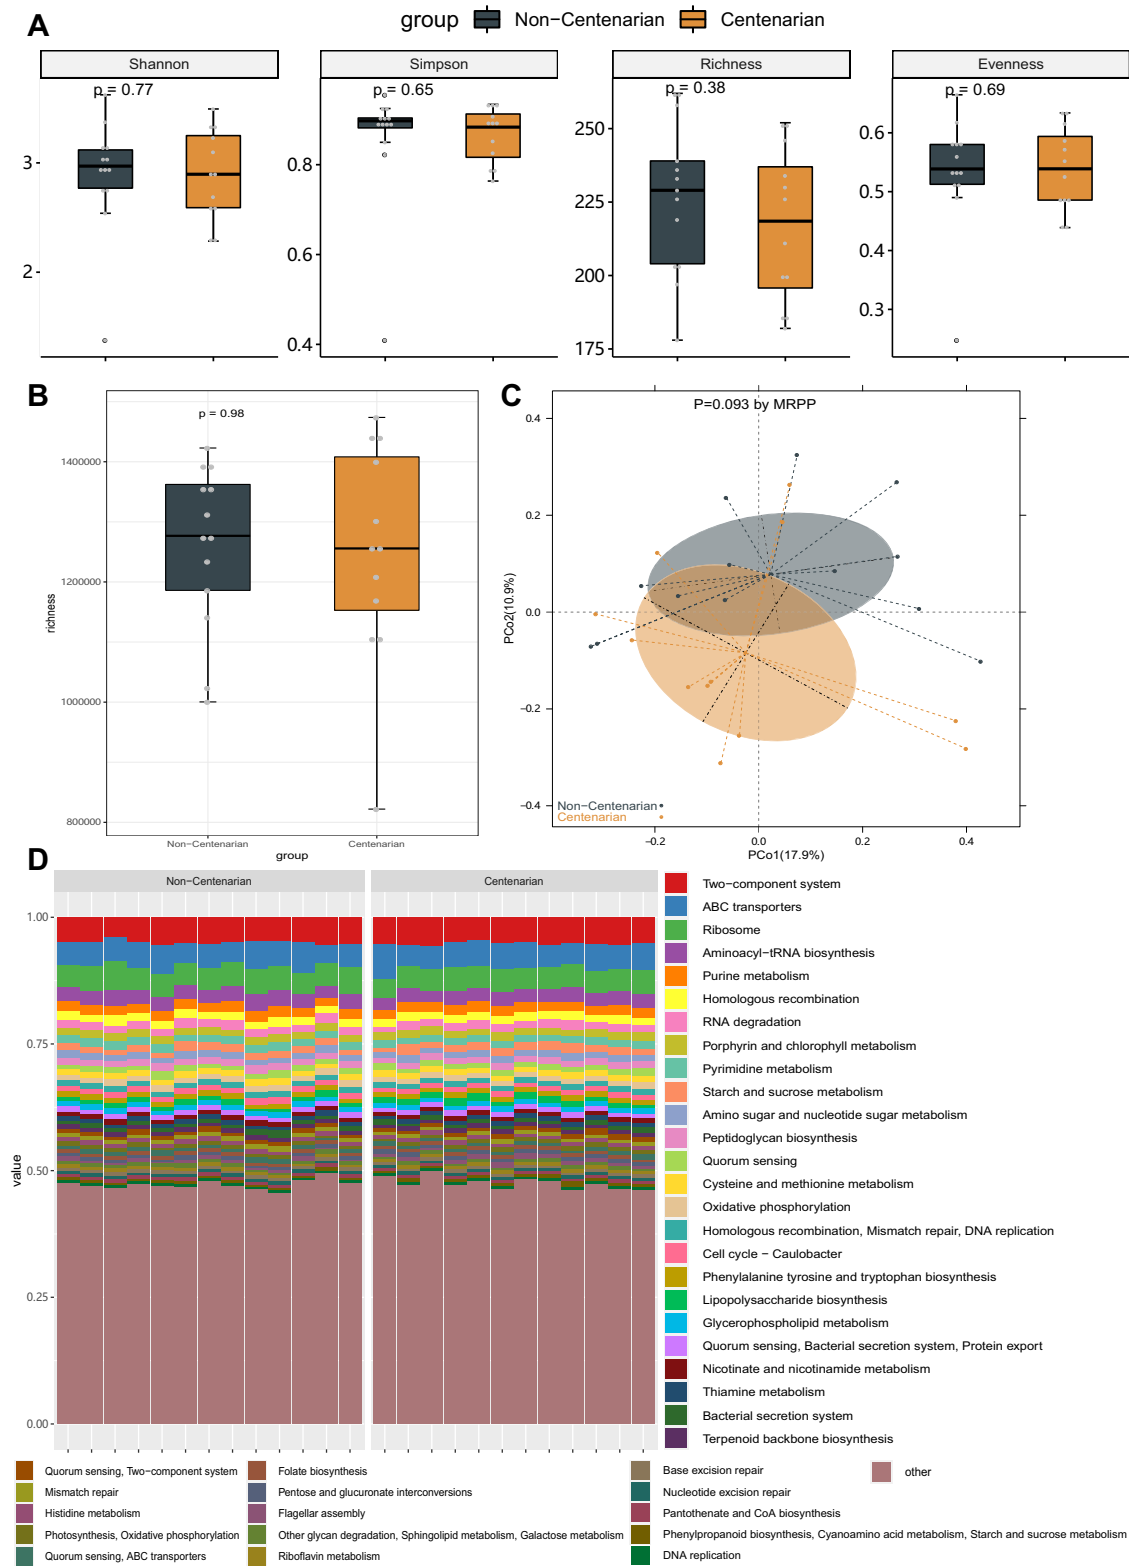 A
group Non-Centenarian Centenarian
Shannon Simpson Richness Evenness
p = 0.77 p = 0.65 p = 0.38 p = 0.69
3
2
0.8
0.6
0.4
250
225
200
175
0.6
0.5
0.4
0.3
B
p = 0.98
1400000
1200000
1000000
800000
richness
Non−Centenarian Centenarian
group
C
P=0.093 by MRPP
0.4
0.2
0.0
−0.2
−0.4
PCo2(10.9%)
Non−Centenarian
Centenarian
−0.2 0.0 0.2 0.4
PCo1(17.9%)
D
Non−Centenarian Centenarian
1.00
0.75
0.50
0.25
0.00
value
Two−component system
ABC transporters
Ribosome
Aminoacyl−tRNA biosynthesis
Purine metabolism
Homologous recombination
RNA degradation
Porphyrin and chlorophyll metabolism
Pyrimidine metabolism
Starch and sucrose metabolism
Amino sugar and nucleotide sugar metabolism
Peptidoglycan biosynthesis
Quorum sensing
Cysteine and methionine metabolism
Oxidative phosphorylation
Homologous recombination, Mismatch repair, DNA replication
Cell cycle − Caulobacter
Phenylalanine tyrosine and tryptophan biosynthesis
Lipopolysaccharide biosynthesis
Glycerophospholipid metabolism
Quorum sensing, Bacterial secretion system, Protein export
Nicotinate and nicotinamide metabolism
Thiamine metabolism
Bacterial secretion system
Terpenoid backbone biosynthesis
Quorum sensing, Two−component system
Mismatch repair
Histidine metabolism
Photosynthesis, Oxidative phosphorylation
Quorum sensing, ABC transporters
Folate biosynthesis
Pentose and glucuronate interconversions
Flagellar assembly
Other glycan degradation, Sphingolipid metabolism, Galactose metabolism
Riboflavin metabolism
Base excision repair
Nucleotide excision repair
Pantothenate and CoA biosynthesis
Phenylpropanoid biosynthesis, Cyanoamino acid metabolism, Starch and sucrose metabolism
DNA replication
other